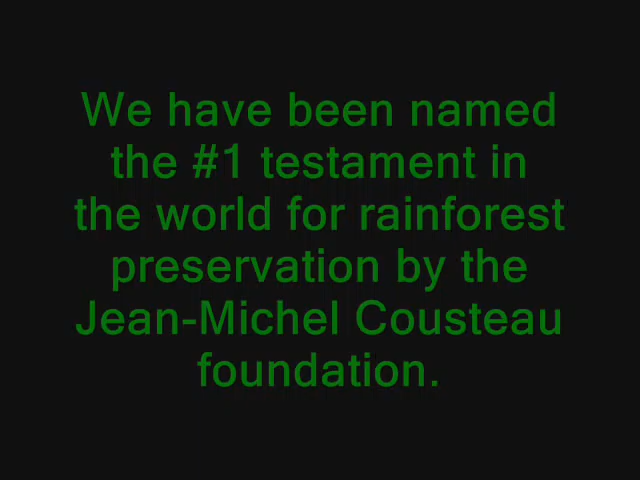 We have been named
the #1 testament in
the world for rainforest
preservation by the
Jean-Michel Cousteau
foundation.